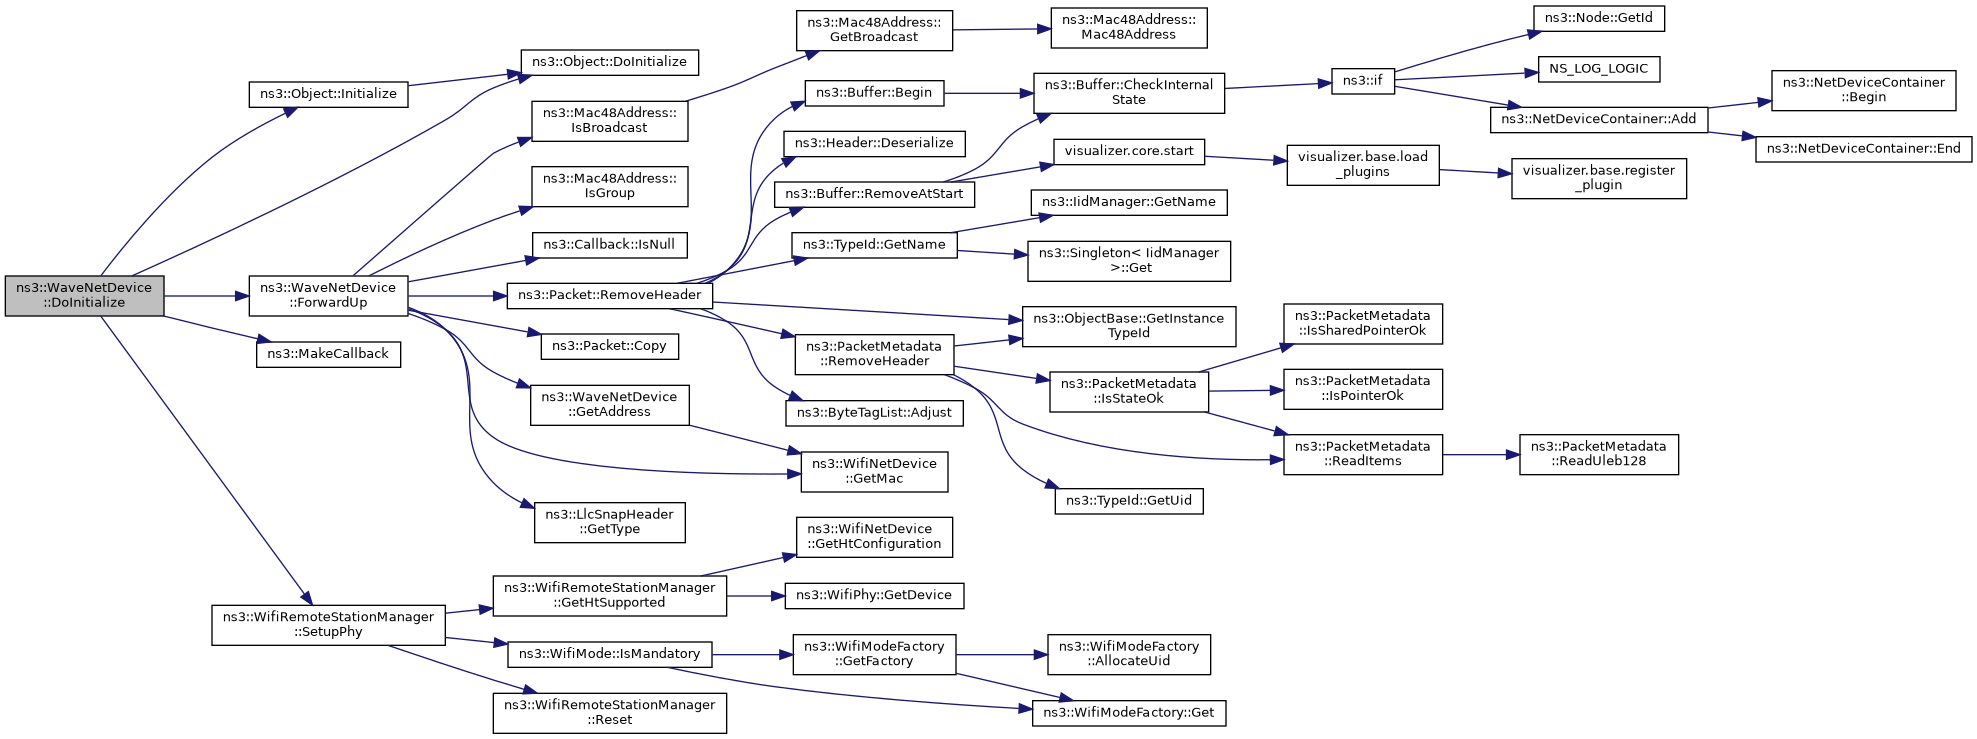 ns3::WaveNetDevice
::DoInitialize
ns3::Object::Initialize
ns3::Object::DoInitialize
ns3::WaveNetDevice
::ForwardUp
ns3::MakeCallback
ns3::WifiRemoteStationManager
::SetupPhy
ns3::Mac48Address::
IsBroadcast
ns3::Mac48Address::
IsGroup
ns3::Callback::IsNull
ns3::Packet::RemoveHeader
ns3::Packet::Copy
ns3::WaveNetDevice
::GetAddress
ns3::LlcSnapHeader
::GetType
ns3::WifiRemoteStationManager
::GetHtSupported
ns3::WifiMode::IsMandatory
ns3::WifiRemoteStationManager
::Reset
ns3::Mac48Address::
GetBroadcast
ns3::Buffer::Begin
ns3::Header::Deserialize
ns3::Buffer::RemoveAtStart
ns3::TypeId::GetName
ns3::PacketMetadata
::RemoveHeader
ns3::ByteTagList::Adjust
ns3::WifiNetDevice
::GetMac
ns3::WifiNetDevice
::GetHtConfiguration
ns3::WifiPhy::GetDevice
ns3::WifiModeFactory
::GetFactory
ns3::Mac48Address::
Mac48Address
ns3::Buffer::CheckInternal
State
visualizer.core.start
ns3::IidManager::GetName
ns3::Singleton< IidManager
>::Get
ns3::ObjectBase::GetInstance
TypeId
ns3::PacketMetadata
::IsStateOk
ns3::TypeId::GetUid
ns3::WifiModeFactory
::AllocateUid
ns3::WifiModeFactory::Get
ns3::if
visualizer.base.load
_plugins
ns3::PacketMetadata
::IsSharedPointerOk
ns3::PacketMetadata
::IsPointerOk
ns3::PacketMetadata
::ReadItems
ns3::Node::GetId
NS_LOG_LOGIC
ns3::NetDeviceContainer::Add
visualizer.base.register
_plugin
ns3::PacketMetadata
::ReadUleb128
ns3::NetDeviceContainer
::Begin
ns3::NetDeviceContainer::End